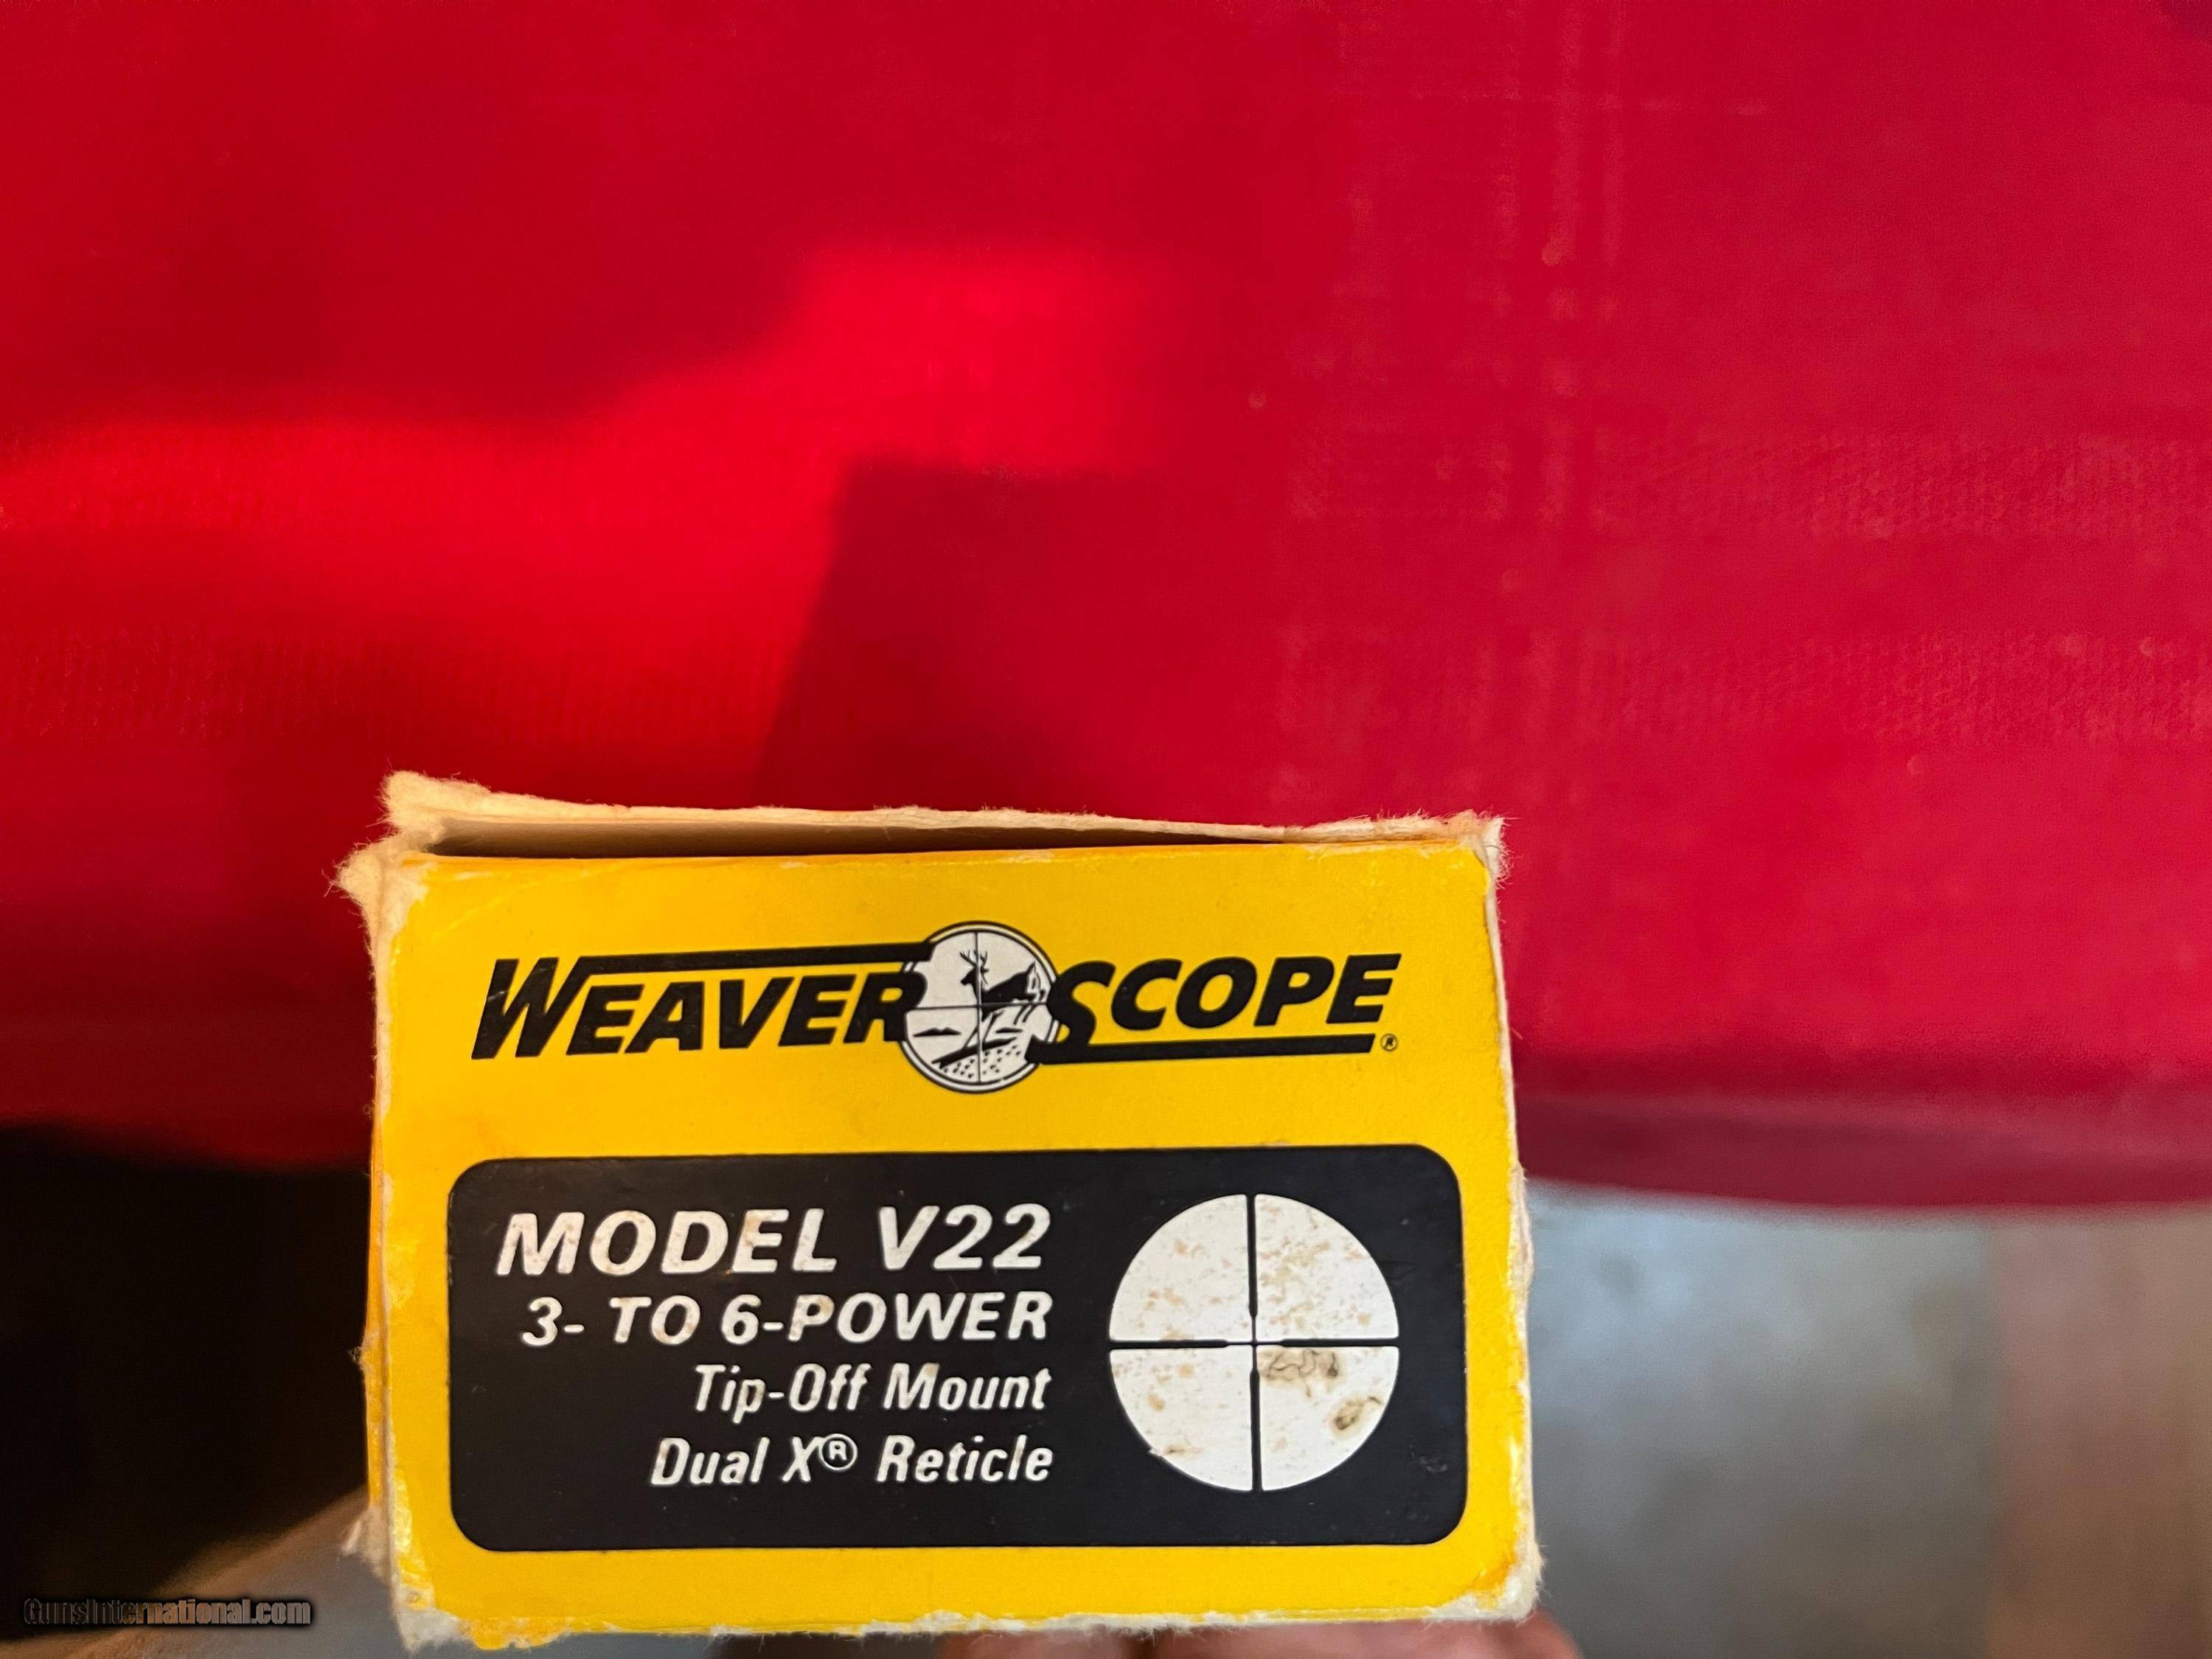 WEAVER SCOPE ®
MODEL V22
3- TO 6-POWER
Tip-Off Mount
Dual X® Reticle
GunsInternational.com